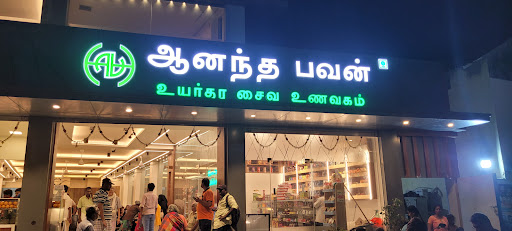 ஆனந்த பவன்
உயர்தர சைவ உணவகம்